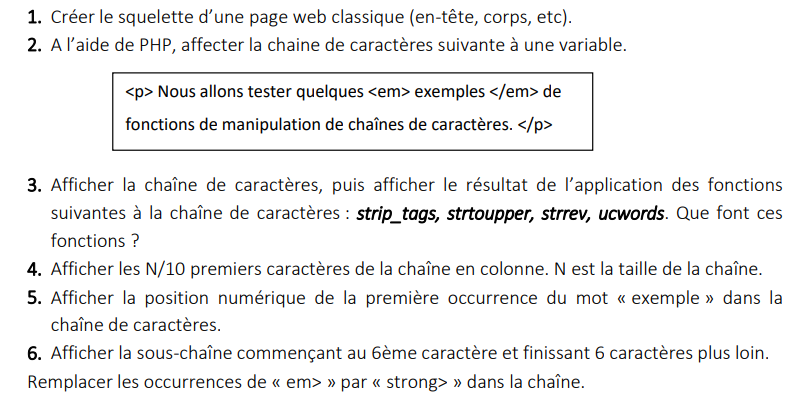 1. Créer le squelette d’une page web classique (en-tête, corps, etc).
2. A l’aide de PHP, affecter la chaine de caractères suivante à une variable.
<p> Nous allons tester quelques <em> exemples </em> de
fonctions de manipulation de chaînes de caractères. </p>
3. Afficher la chaîne de caractères, puis afficher le résultat de l’application des fonctions
suivantes à la chaîne de caractères : strip_tags, strtoupper, strrev, ucwords. Que font ces
fonctions ?
4. Afficher les N/10 premiers caractères de la chaîne en colonne. N est la taille de la chaîne.
5. Afficher la position numérique de la première occurrence du mot « exemple » dans la
chaîne de caractères.
6. Afficher la sous-chaîne commençant au 6ème caractère et finissant 6 caractères plus loin.
Remplacer les occurrences de « em> » par « strong> » dans la chaîne.